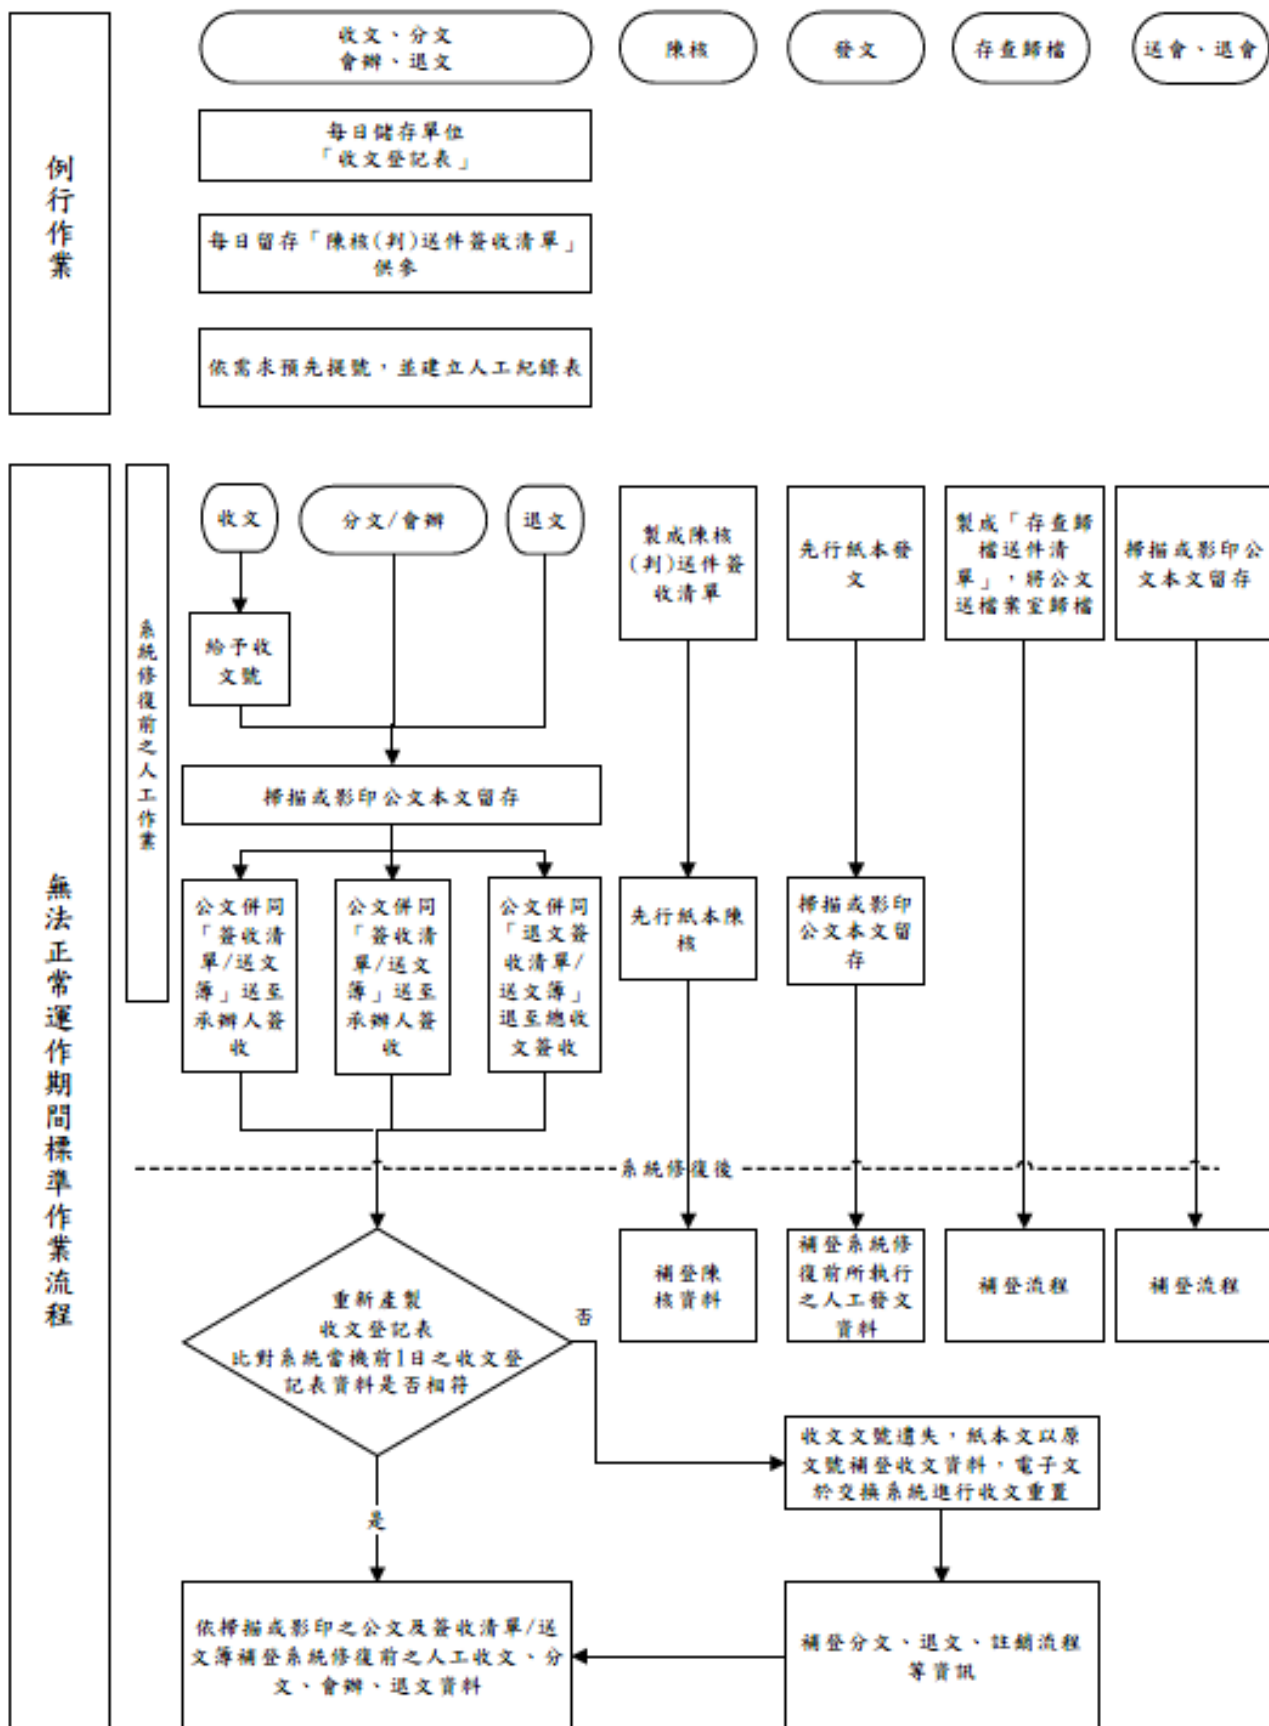 收文、分文
會辦、退文
陳核
發文
存查歸檔
送會、退會
例行作業
每日儲存單位
「收文登記表」
每日留存「陳核(判)送件簽收清單」
供參
依需求預先提號，並建立人工紀錄表
無法正常運作期間標準作業流程
系統修復前之人工作業
收文
分文/會辦
退文
給予收
文號
掃描或影印公文本文留存
公文併同
「簽收清
單/送文
簿」送至
承辦人簽
收
公文併同
「簽收清
單/送文
簿」送至
承辦人簽
收
公文併同
「退文簽
收清單/
送文簿」
退至總收
文簽收
製成陳核
(判)送件簽
收清單
先行紙本陳
核
先行紙本發
文
掃描或影印
公文本文留
存
製成「存查歸
檔送件清
單」，將公文
送檔案室歸檔
掃描或影印公
文本文留存
系統修復後
重新產製
收文登記表
比對系統當機前1日之收文登
記表資料是否相符
否
是
補登陳
核資料
補登系統修
復前所執行
之人工發文
資料
補登流程
補登流程
收文文號遺失，紙本文以原
文號補登收文資料，電子文
於交換系統進行收文重置
補登分文、退文、註銷流程
等資訊
依掃描或影印之公文及簽收清單/送
文簿補登系統修復前之人工收文、分
文、會辦、退文資料